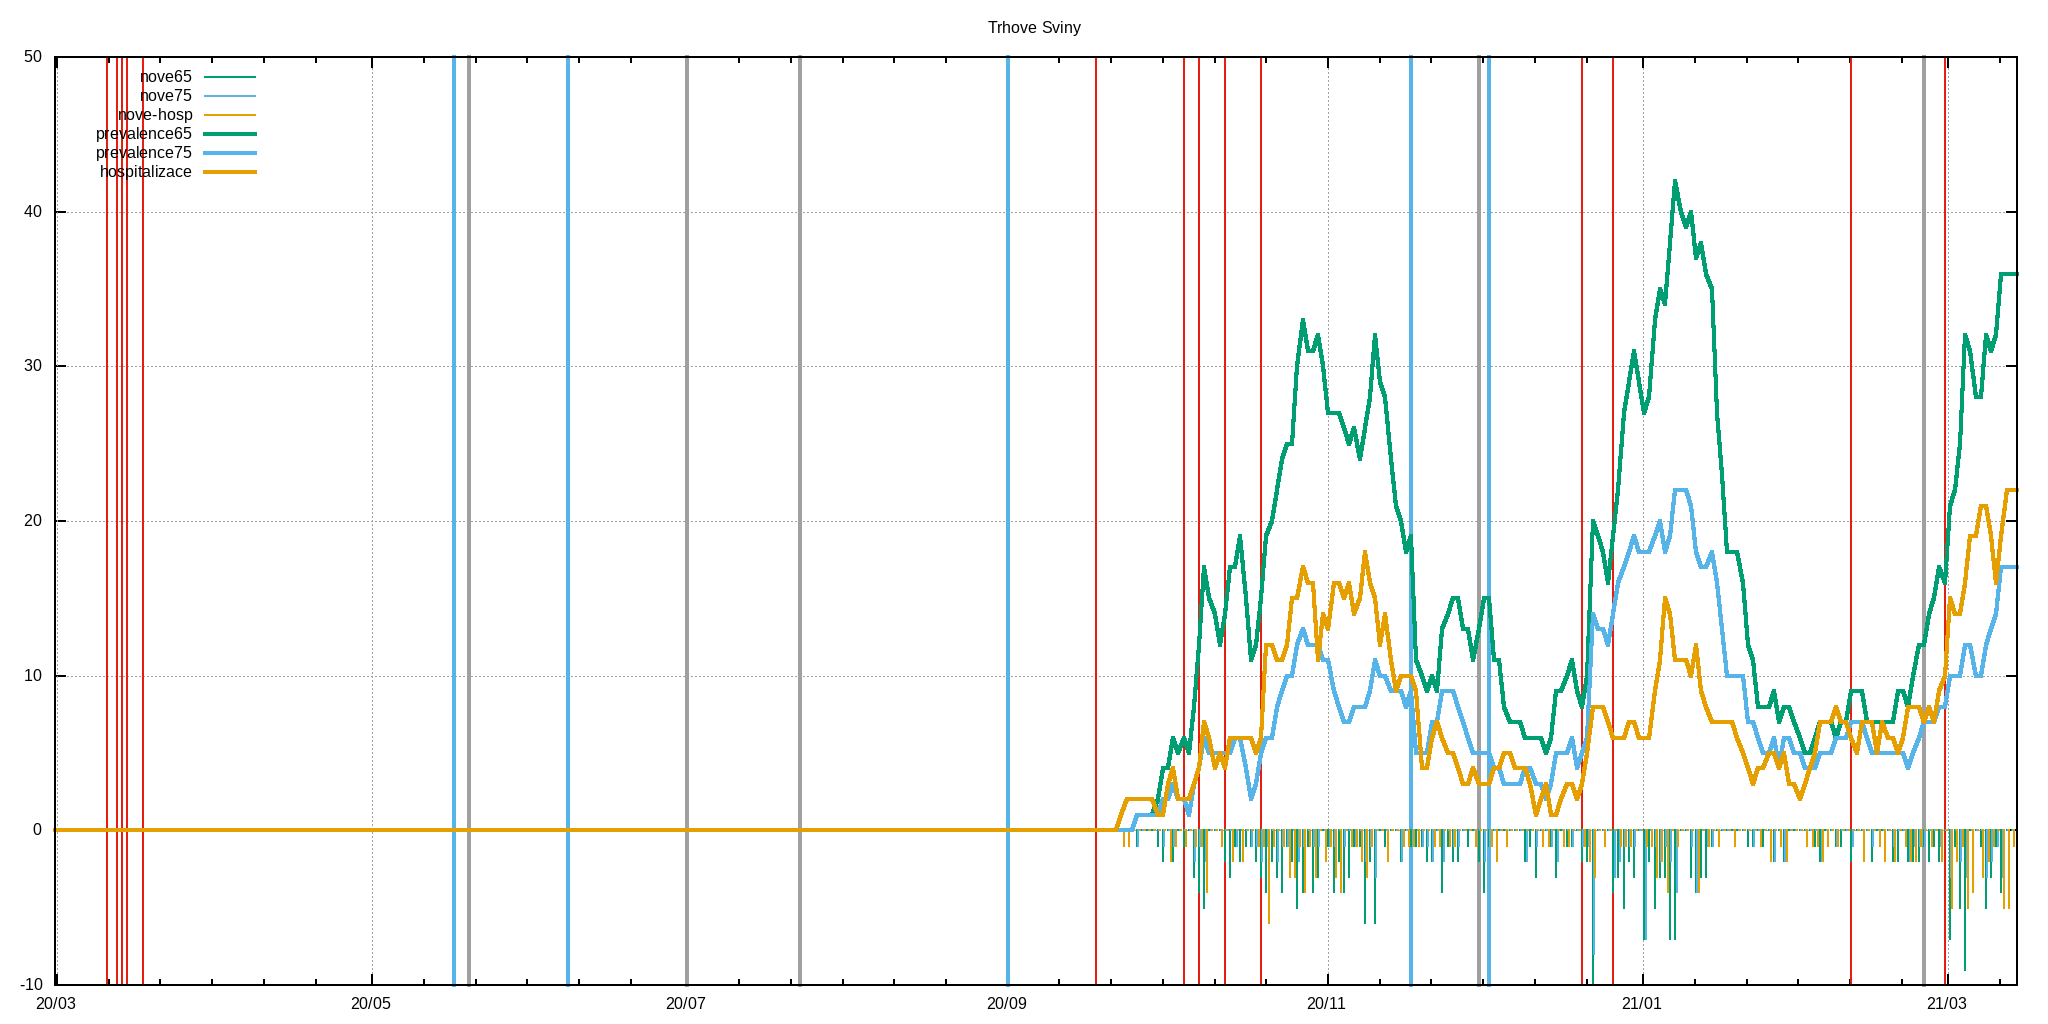 Trhove Sviny
50
40
30
20
10
0
-10
nove65
nove75
nove-hosp
prevalence65
prevalence75
hospitalizace
20/03 20/05 20/07 20/09 20/11 21/01 21/03